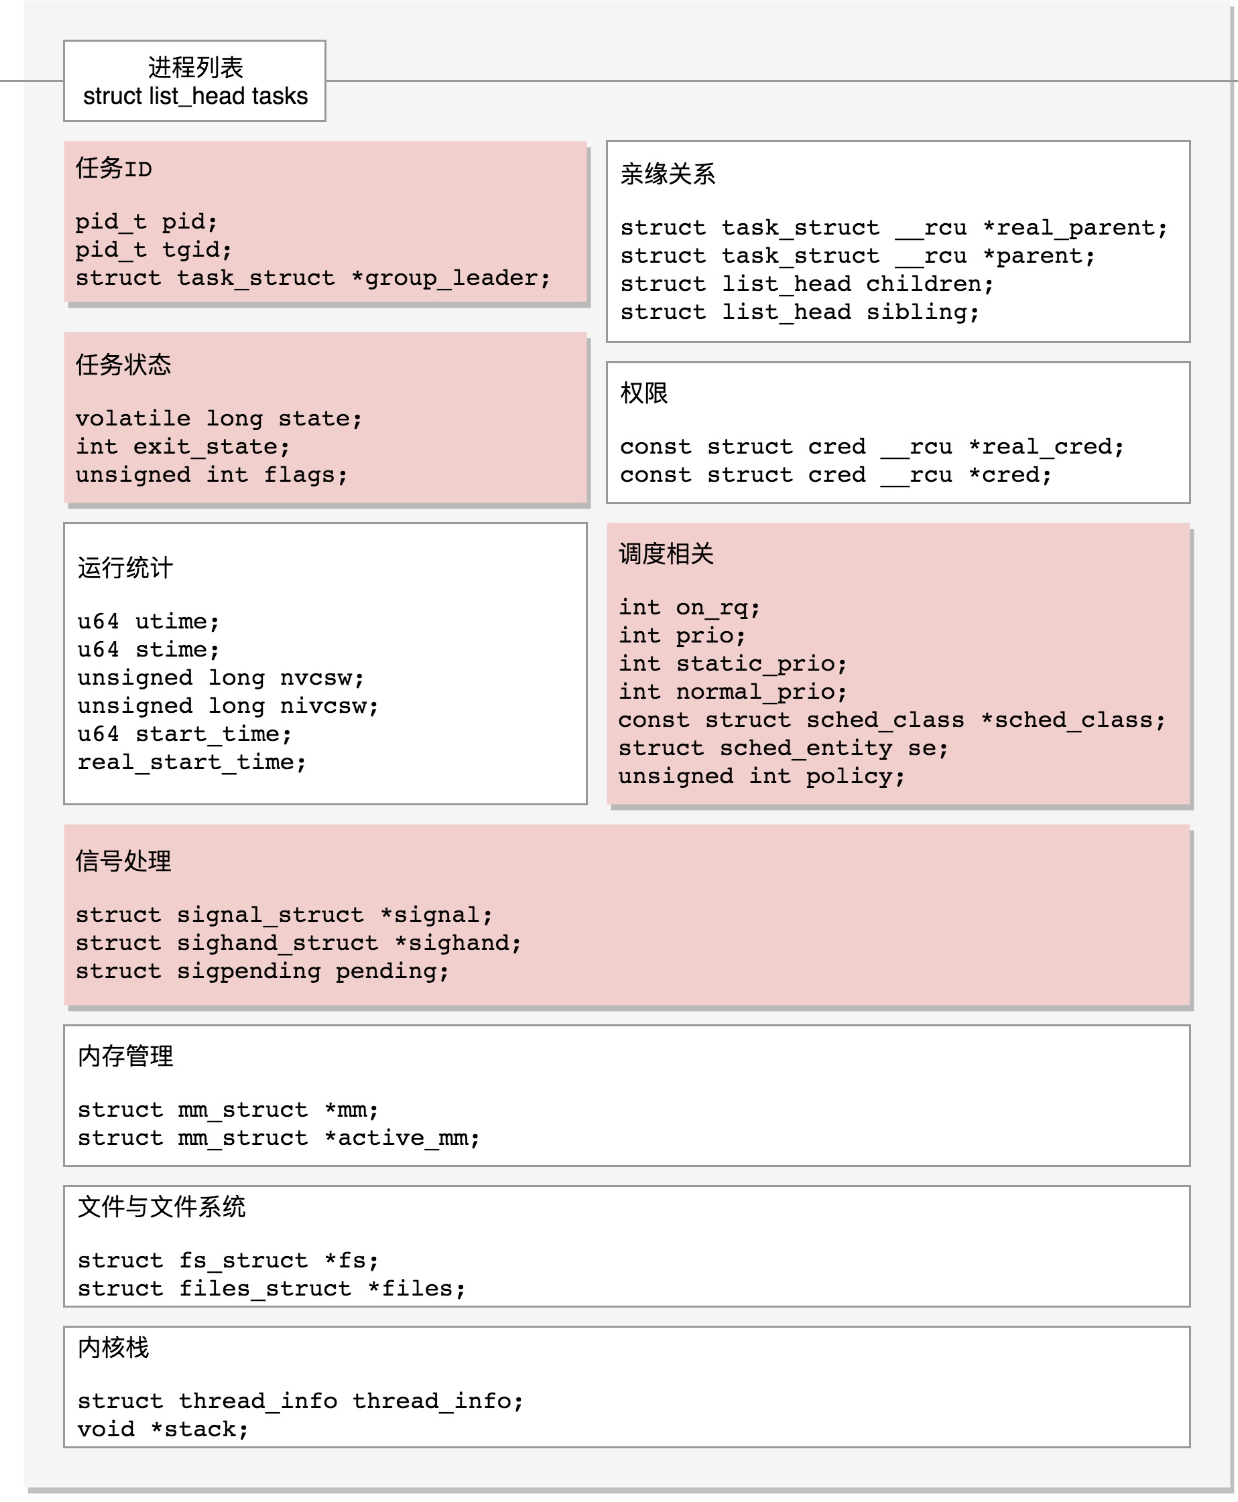 进程列表
struct list_head tasks
任务ID
pid_t pid;
pid_t tgid;
struct task_struct *group_leader;
亲缘关系
struct task_struct __rcu *real_parent;
struct task_struct __rcu *parent;
struct list_head children;
struct list_head sibling;
任务状态
volatile long state;
int exit_state;
unsigned int flags;
权限
const struct cred __rcu *real_cred;
const struct cred __rcu *cred;
运行统计
u64 utime;
u64 stime;
unsigned long nvcsw;
unsigned long nivcsw;
u64 start_time;
real_start_time;
调度相关
int on_rq;
int prio;
int static_prio;
int normal_prio;
const struct sched_class *sched_class;
struct sched_entity se;
unsigned int policy;
信号处理
struct signal_struct *signal;
struct sighand_struct *sighand;
struct sigpending pending;
内存管理
struct mm_struct *mm;
struct mm_struct *active_mm;
文件与文件系统
struct fs_struct *fs;
struct files_struct *files;
内核栈
struct thread_info thread_info;
void *stack;